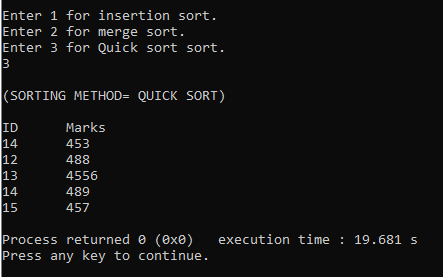 Enter 1 for insertion sort.
Enter 2 for merge sort.
Enter 3 for Quick sort sort.
3
(SORTING METHOD= QUICK SORT)
ID Marks
14 453
12 488
13 4556
14 489
15 457
Process returned 0 (0x0) execution time : 19.681 s
Press any key to continue.